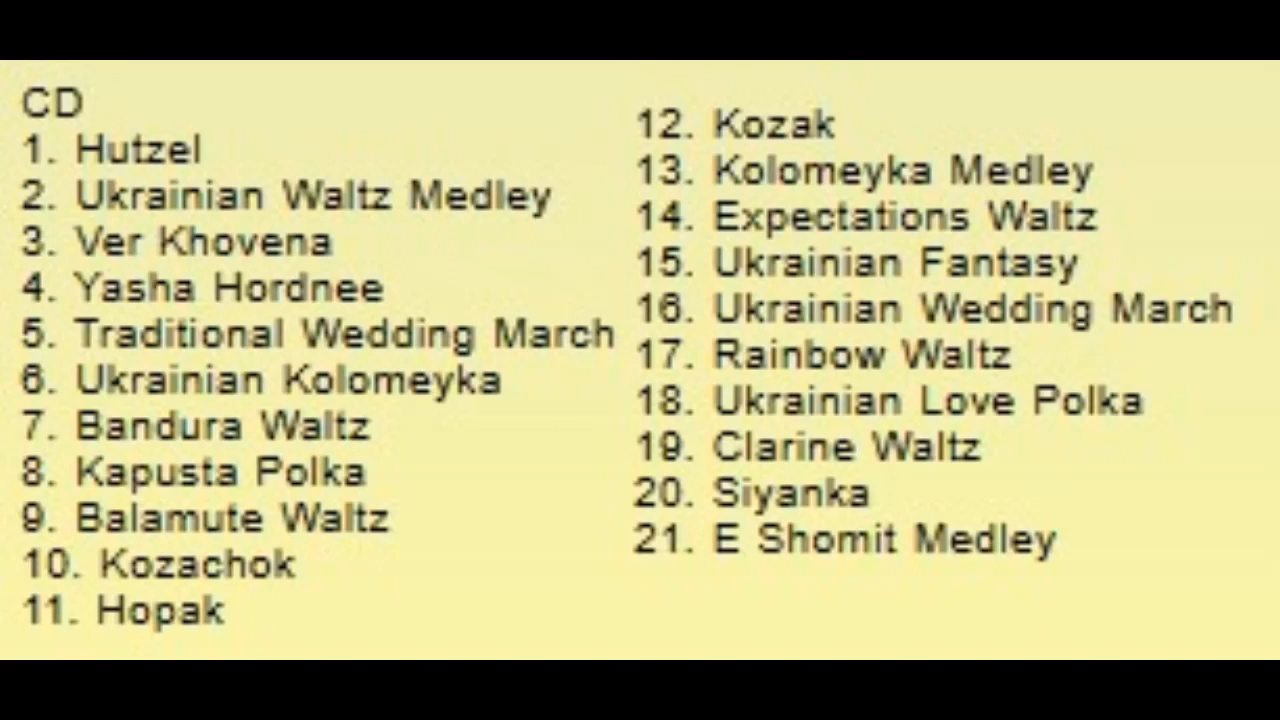 CD
1. Hutzel
2. Ukrainian Waltz Medley
3. Ver Khovena
4. Yasha Hordnee
5. Traditional Wedding March
6. Ukrainian Kolomeyka
7. Bandura Waltz
8. Kapusta Polka
9. Balamute Waltz
10. Kozachok
11. Hopak
12. Kozak
13. Kolomeyka Medley
14. Expectations Waltz
15. Ukrainian Fantasy
16. Ukrainian Wedding March
17. Rainbow Waltz
18. Ukrainian Love Polka
19. Clarine Waltz
20. Siyanka
21. E Shomit Medley